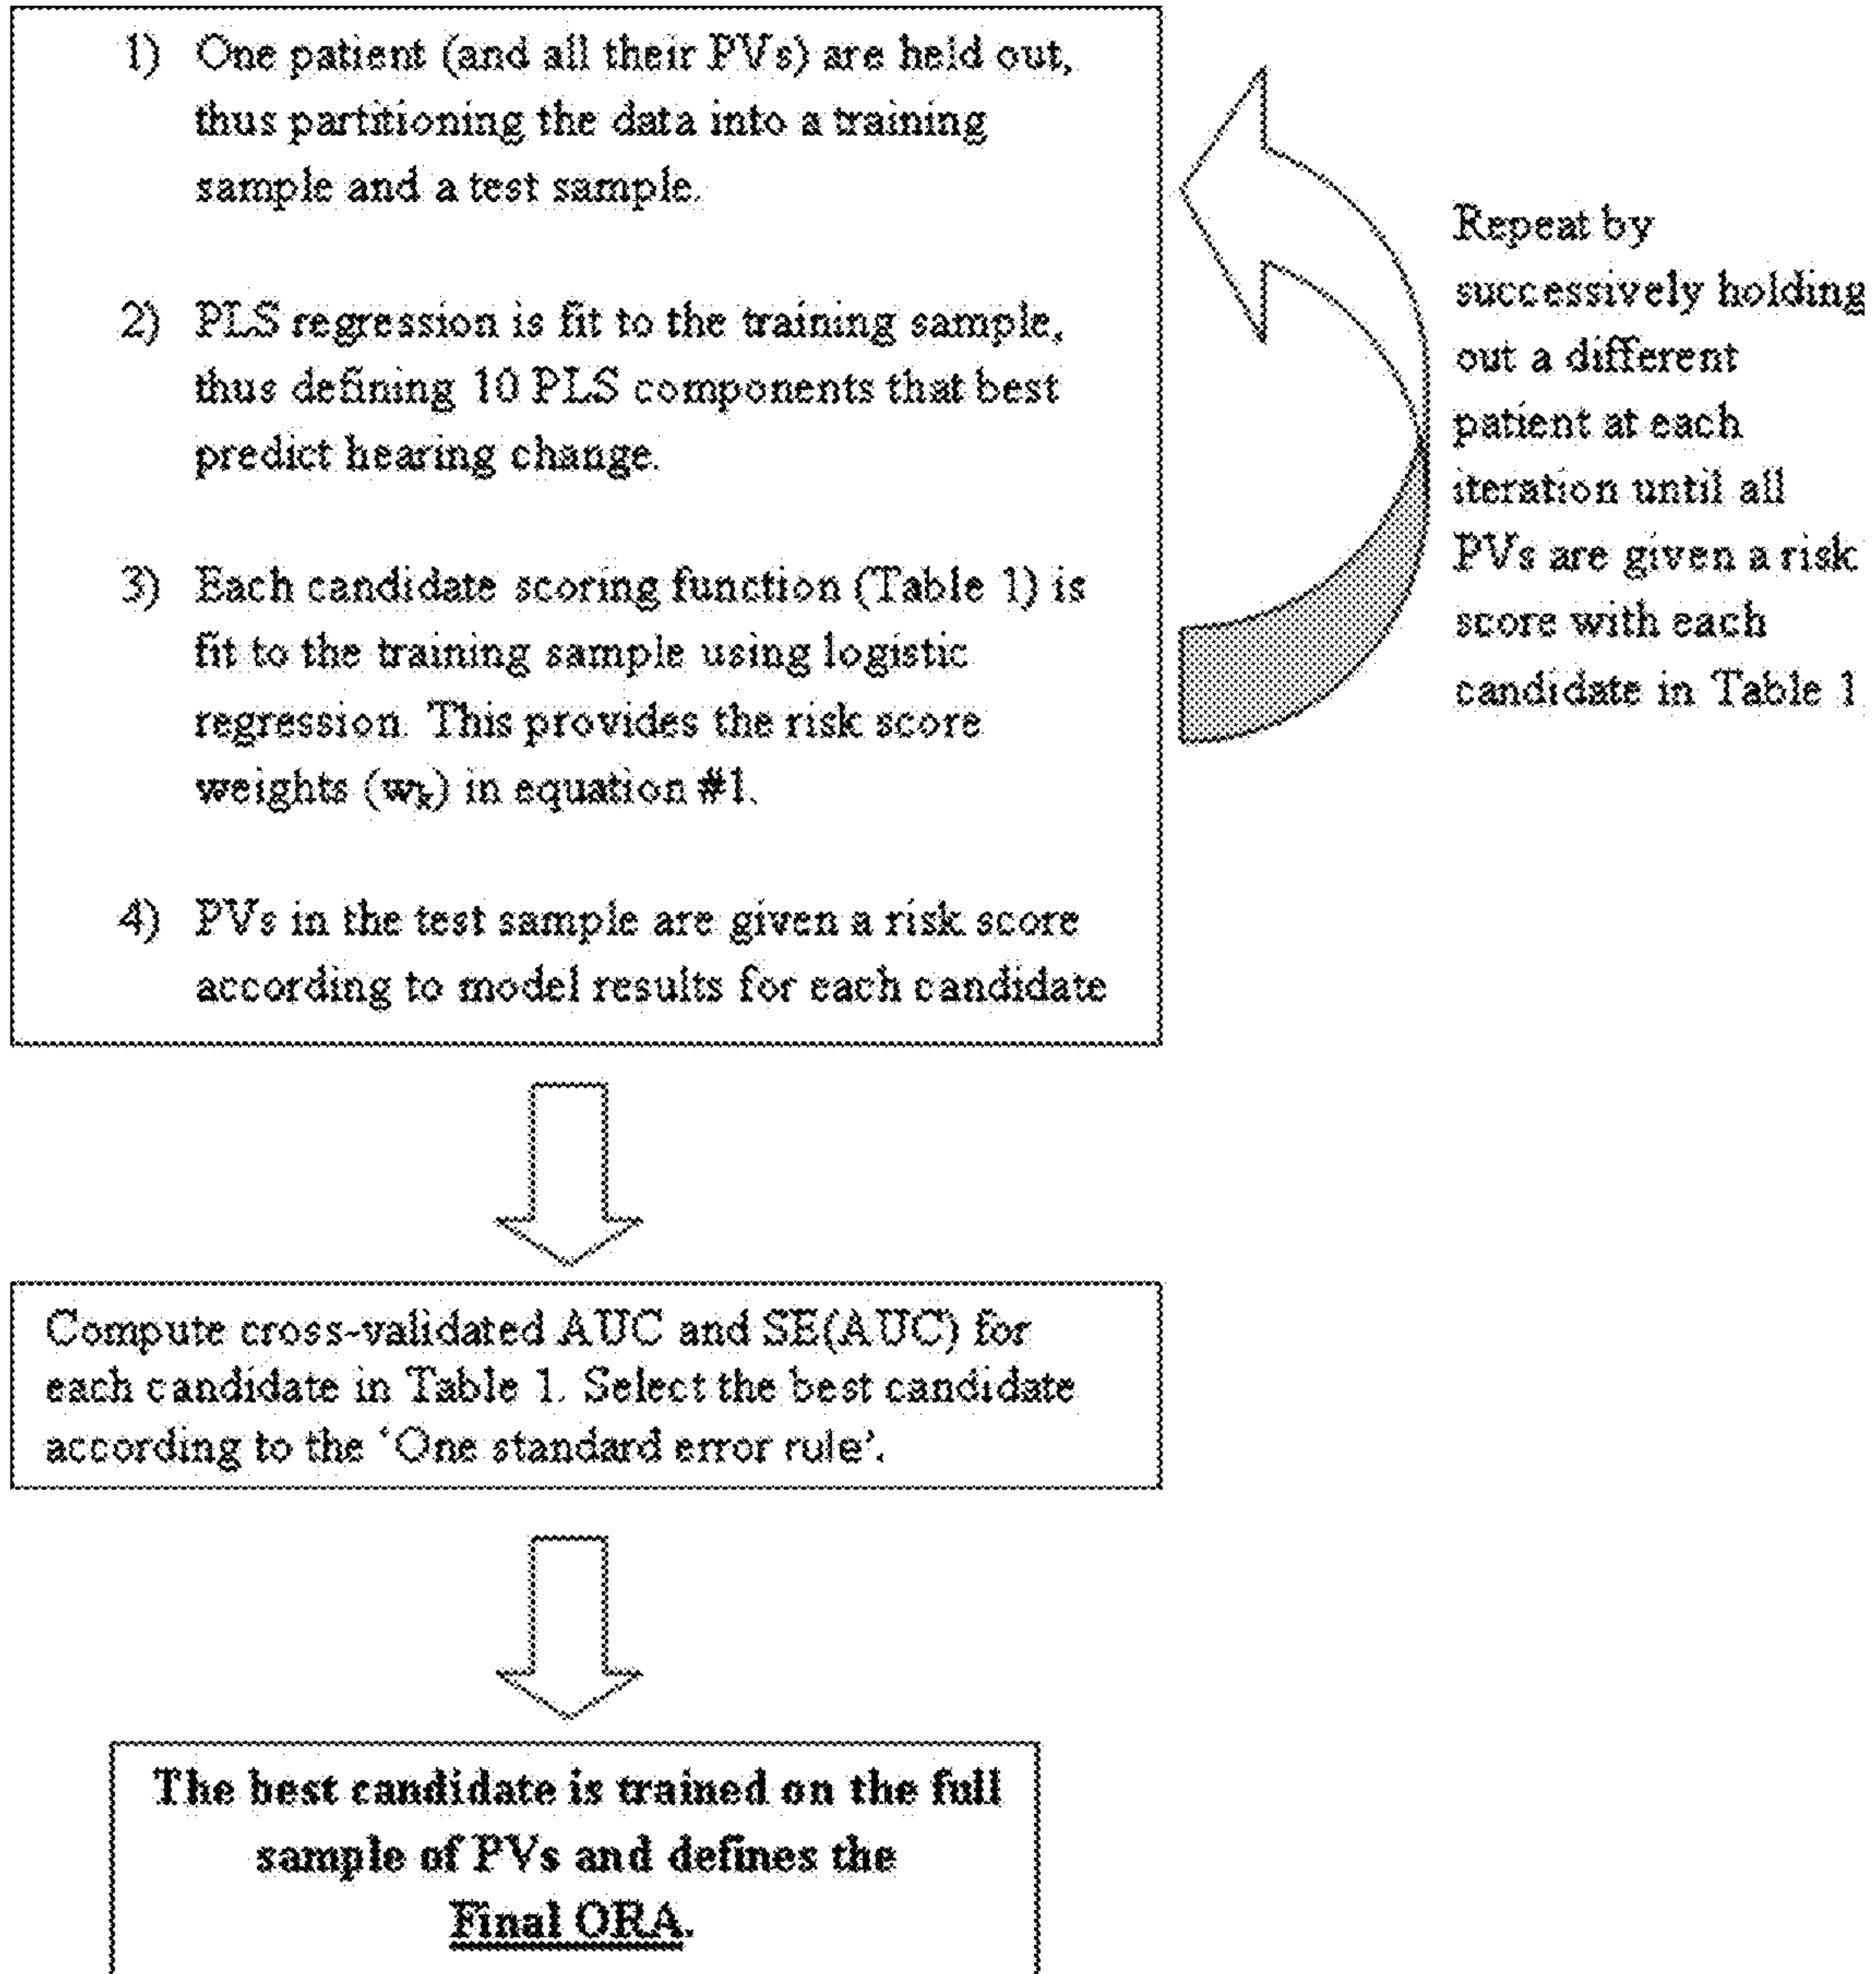 1) One patient (and all their PVs) are held out,
thus partitioning the data into a training
sample and a test sample.
2) PLS regression is fit to the training sample,
thus defining 10 PLS components that best
predict hearing change.
3) Each candidate scoring function (Table 1) is
fit to the training sample using logistic
regression. This provides the risk score
weights (wk) in equation #1.
4) PVs in the test sample are given a risk score
according to model results for each candidate
Repeat by
successively holding
out a different
patient at each
iteration until all
PVs are given a risk
score with each
candidate in Table 1
Compute cross-validated AUC and SE(AUC) for
each candidate in Table 1. Select the best candidate
according to the ‘One standard error rule’.
The best candidate is trained on the full
sample of PVs and defines the
Final ORA.